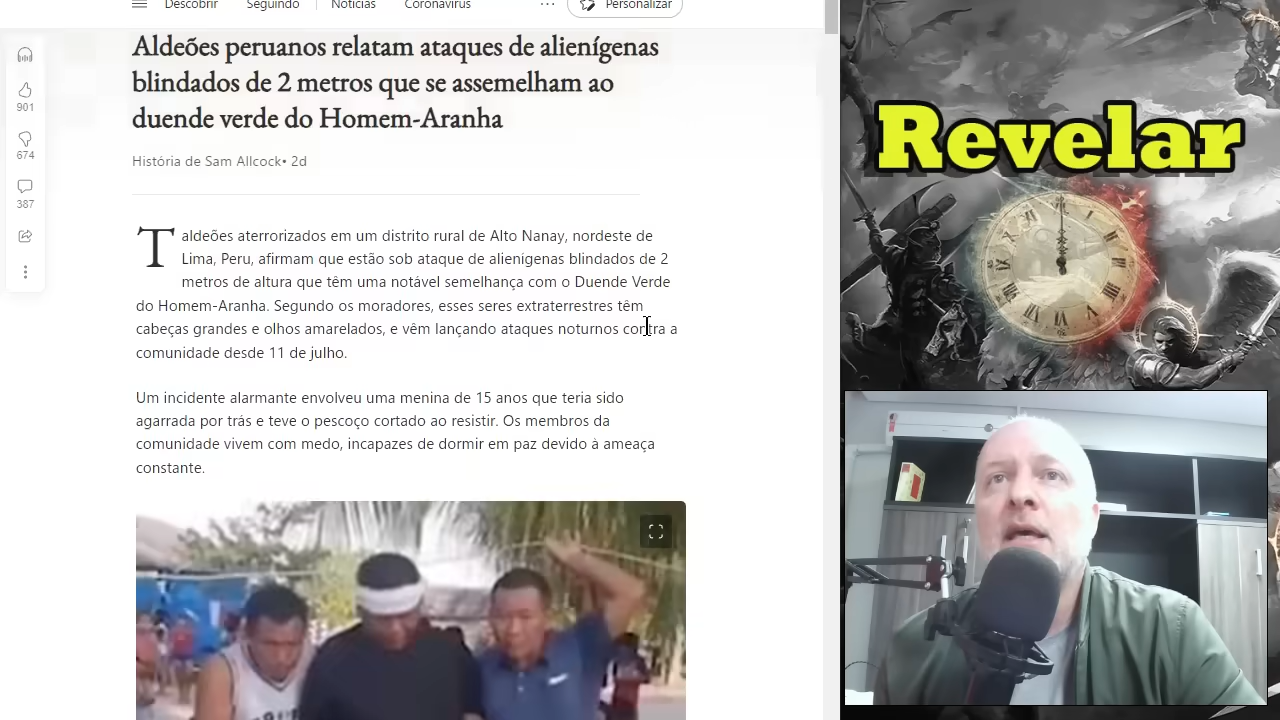 Descobrir Seguindo Notícias Coronavírus ... Personalizar
Aldeões peruanos relatam ataques de alienígenas
blindados de 2 metros que se assemelham ao
duende verde do Homem-Aranha
901
674
387
História de Sam Allcock• 2d
T aldeões aterrorizados em um distrito rural de Alto Nanay, nordeste de
Lima, Peru, afirmam que estão sob ataque de alienígenas blindados de 2
metros de altura que têm uma notável semelhança com o Duende Verde
do Homem-Aranha. Segundo os moradores, esses seres extraterrestres têm
cabeças grandes e olhos amarelados, e vêm lançando ataques noturnos contra a
comunidade desde 11 de julho.
Um incidente alarmante envolveu uma menina de 15 anos que teria sido
agarrada por trás e teve o pescoço cortado ao resistir. Os membros da
comunidade vivem com medo, incapazes de dormir em paz devido à ameaça
constante.
Revelar